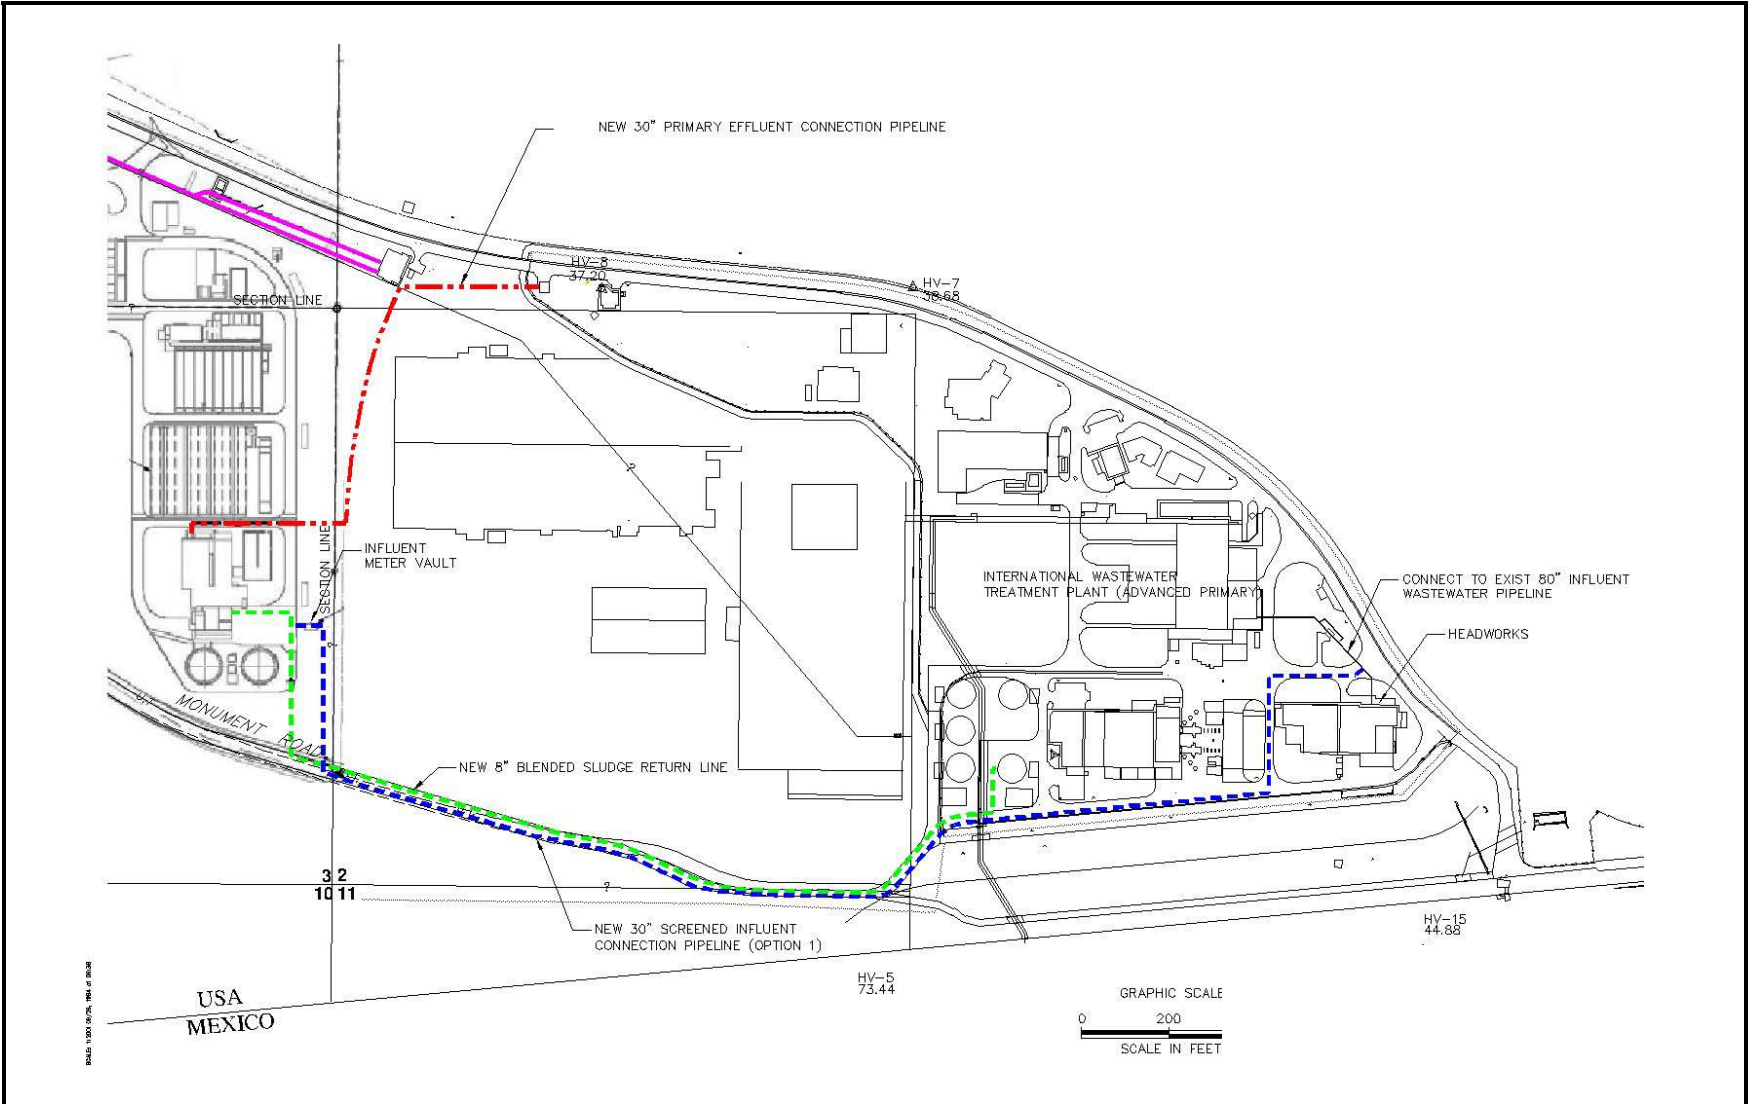 NEW 30" PRIMARY EFFLUENT CONNECTION PIPELINE
HV-8
37.20
HV-7
38.68
SECTION LINE
SECTION LINE
INFLUENT
METER VAULT
INTERNATIONAL WASTEWATER
TREATMENT PLANT (ADVANCED PRIMARY)
CONNECT TO EXIST 80" INFLUENT
WASTEWATER PIPELINE
HEADWORKS
MONUMENT ROAD
NEW 8" BLENDED SLUDGE RETURN LINE
3 2
10 11
NEW 30" SCREENED INFLUENT
CONNECTION PIPELINE (OPTION 1)
HV-15
44.88
HV-5
73.44
USA
MEXICO
GRAPHIC SCALE
0 200
SCALE IN FEET